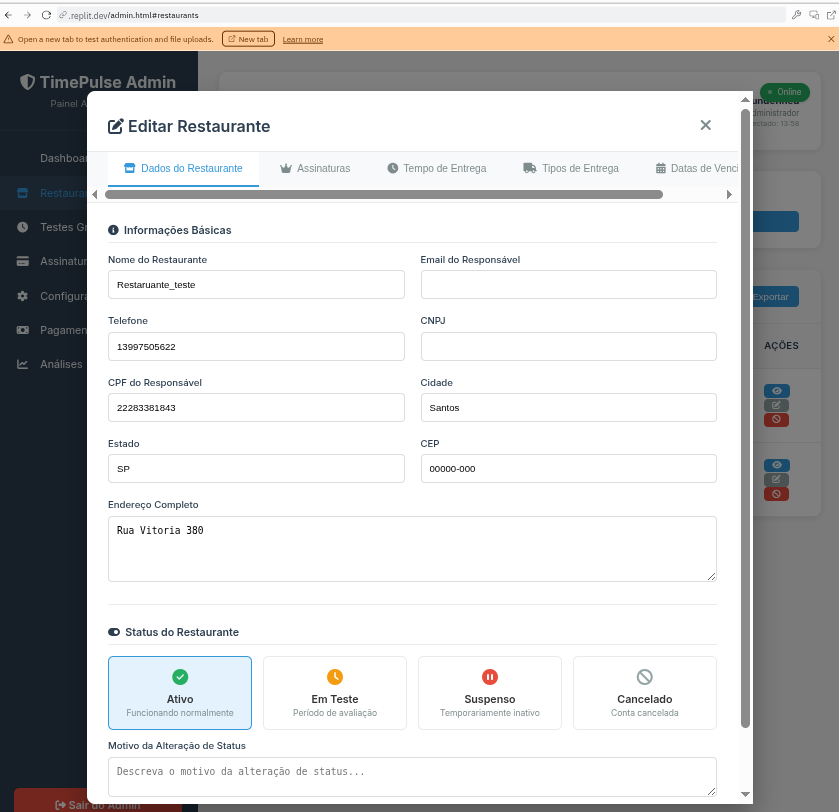 .replit.dev/admin.html#restaurants
Open a new tab to test authentication and file uploads. New tab Learn more
TimePulse Admin
Painel A
Online
undefined
dministrador
ectado: 13:58
Editar Restaurante
Dados do Restaurante Assinaturas Tempo de Entrega Tipos de Entrega Datas de Venci
Dashboa
Restaura
Testes Gr
Assinatur
Configura
Pagamen
Análises
Sair do Admin
Exportar
AÇÕES
Informações Básicas
Nome do Restaurante Email do Responsável
Restaruante_teste
Telefone CNPJ
13997505622
CPF do Responsável Cidade
22283381843 Santos
Estado CEP
SP 00000-000
Endereço Completo
Rua Vitoria 380
Status do Restaurante
Ativo Em Teste Suspenso Cancelado
Funcionando normalmente Período de avaliação Temporariamente inativo Conta cancelada
Motivo da Alteração de Status
Descreva o motivo da alteração de status...